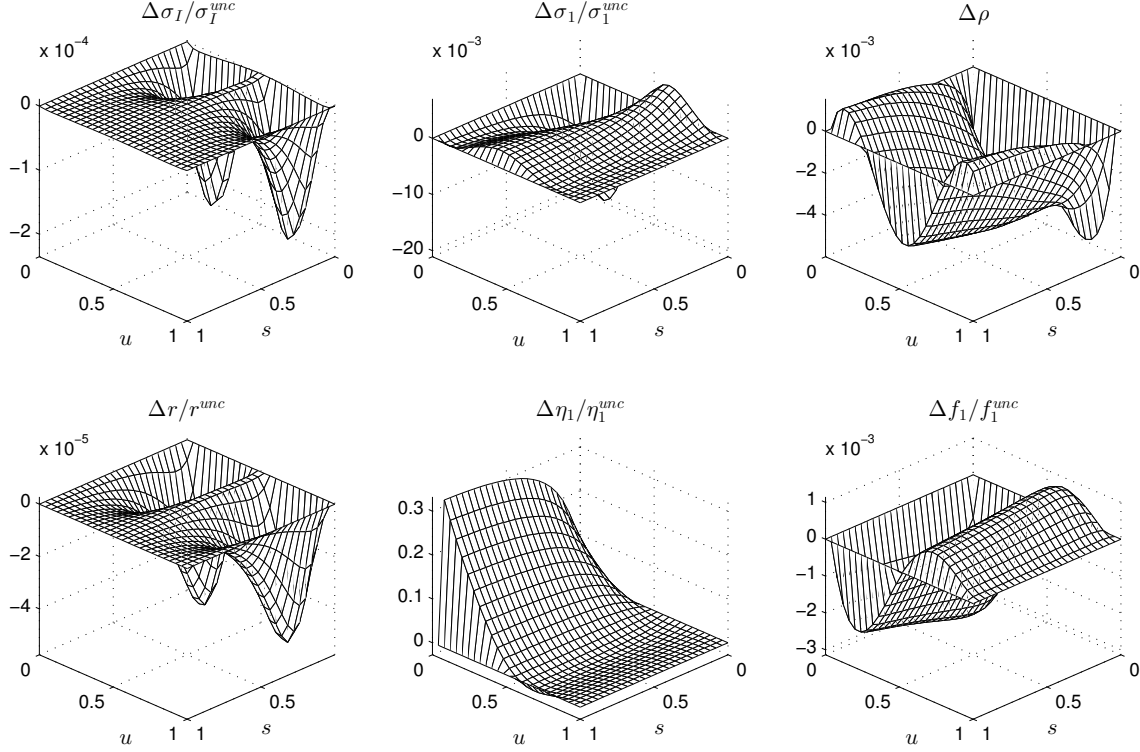 Δσ_I/σ_I^{unc} Δσ_1/σ_1^{unc} Δρ
x 10^{−4} x 10^{−3} x 10^{−3}
0 0 0
−1 −10 −2
−2 −20 −4
0 0.5 1 1 0.5 0 0 0.5 1 1 0.5 0 0 0.5 1 1 0.5 0
u s u s u s
Δr/r^{unc} Δη_1/η_1^{unc} Δf_1/f_1^{unc}
x 10^{−5} x 10^{−3}
0 0.3 1
−2 0.2 0
−4 0.1 −1
0 −2
−3
0 0.5 1 1 0.5 0 0 0.5 1 1 0.5 0 0 0.5 1 1 0.5 0
u s u s u s